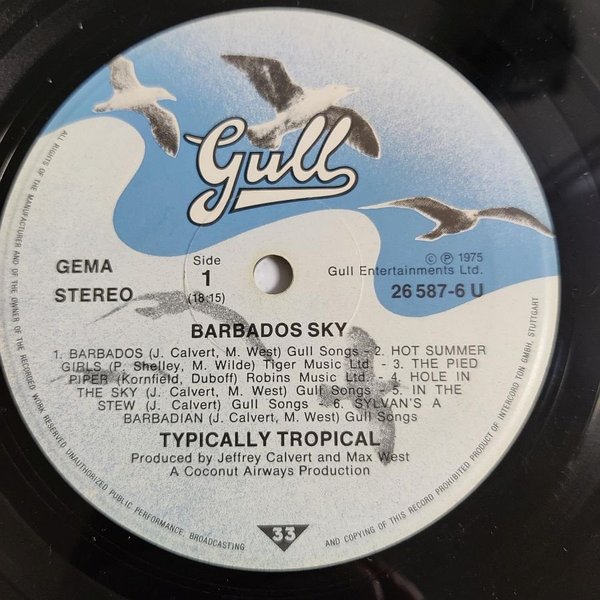 Gull
GEMA
STEREO
Side
1
(18:15)
© ℗ 1975
Gull Entertainments Ltd.
26 587-6 U
BARBADOS SKY
1. BARBADOS (J. Calvert, M. West) Gull Songs - 2. HOT SUMMER
GIRLS (P. Shelley, M. Wilde) Tiger Music Ltd. - 3. THE PIED
PIPER (Kornfield, Duboff) Robins Music Ltd. - 4. HOLE IN
THE SKY (J. Calvert, M. West) Gull Songs - 5. IN THE
STEW (J. Calvert) Gull Songs - 6. SYLVAN'S A
BARBADIAN (J. Calvert, M. West) Gull Songs
TYPICALLY TROPICAL
Produced by Jeffrey Calvert and Max West
A Coconut Airways Production
33
ALL RIGHTS OF THE MANUFACTURER AND OF THE OWNER OF THE RECORDED WORK RESERVED UNAUTHORIZED PUBLIC PERFORMANCE, BROADCASTING
AND COPYING OF THIS RECORD PROHIBITED. PRODUCT OF INTERCORD TON GMBH, STUTTGART